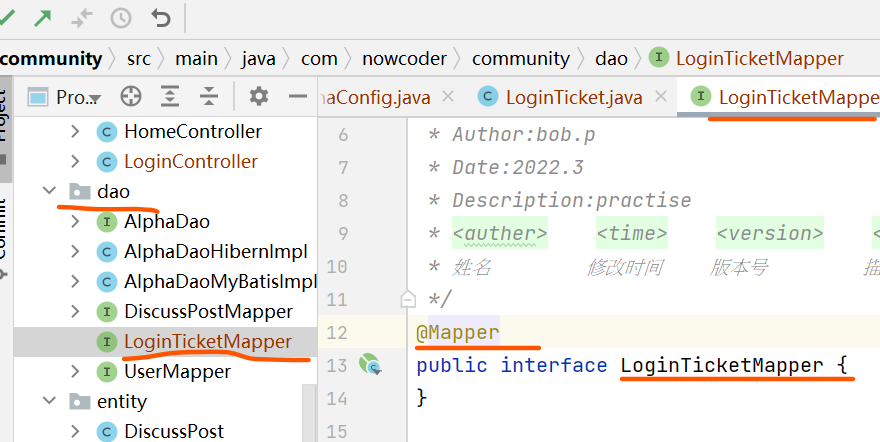 community > src > main > java > com > nowcoder > community > dao > I LoginTicketMapper
Project
Pro...
naConfig.java
C LoginTicket.java
I LoginTicketMappe
C HomeController
C LoginController
dao
I AlphaDao
C AlphaDaoHibernImpl
C AlphaDaoMyBatisImpl
I DiscussPostMapper
I LoginTicketMapper
I UserMapper
entity
C DiscussPost
Commit
6 * Author:bob.p
7 * Date:2022.3
8 * Description:practise
9 * <auther> <time> <version> <
10 * 姓名 修改时间 版本号 描
11 */
12 @Mapper
13 public interface LoginTicketMapper {
14 }
15